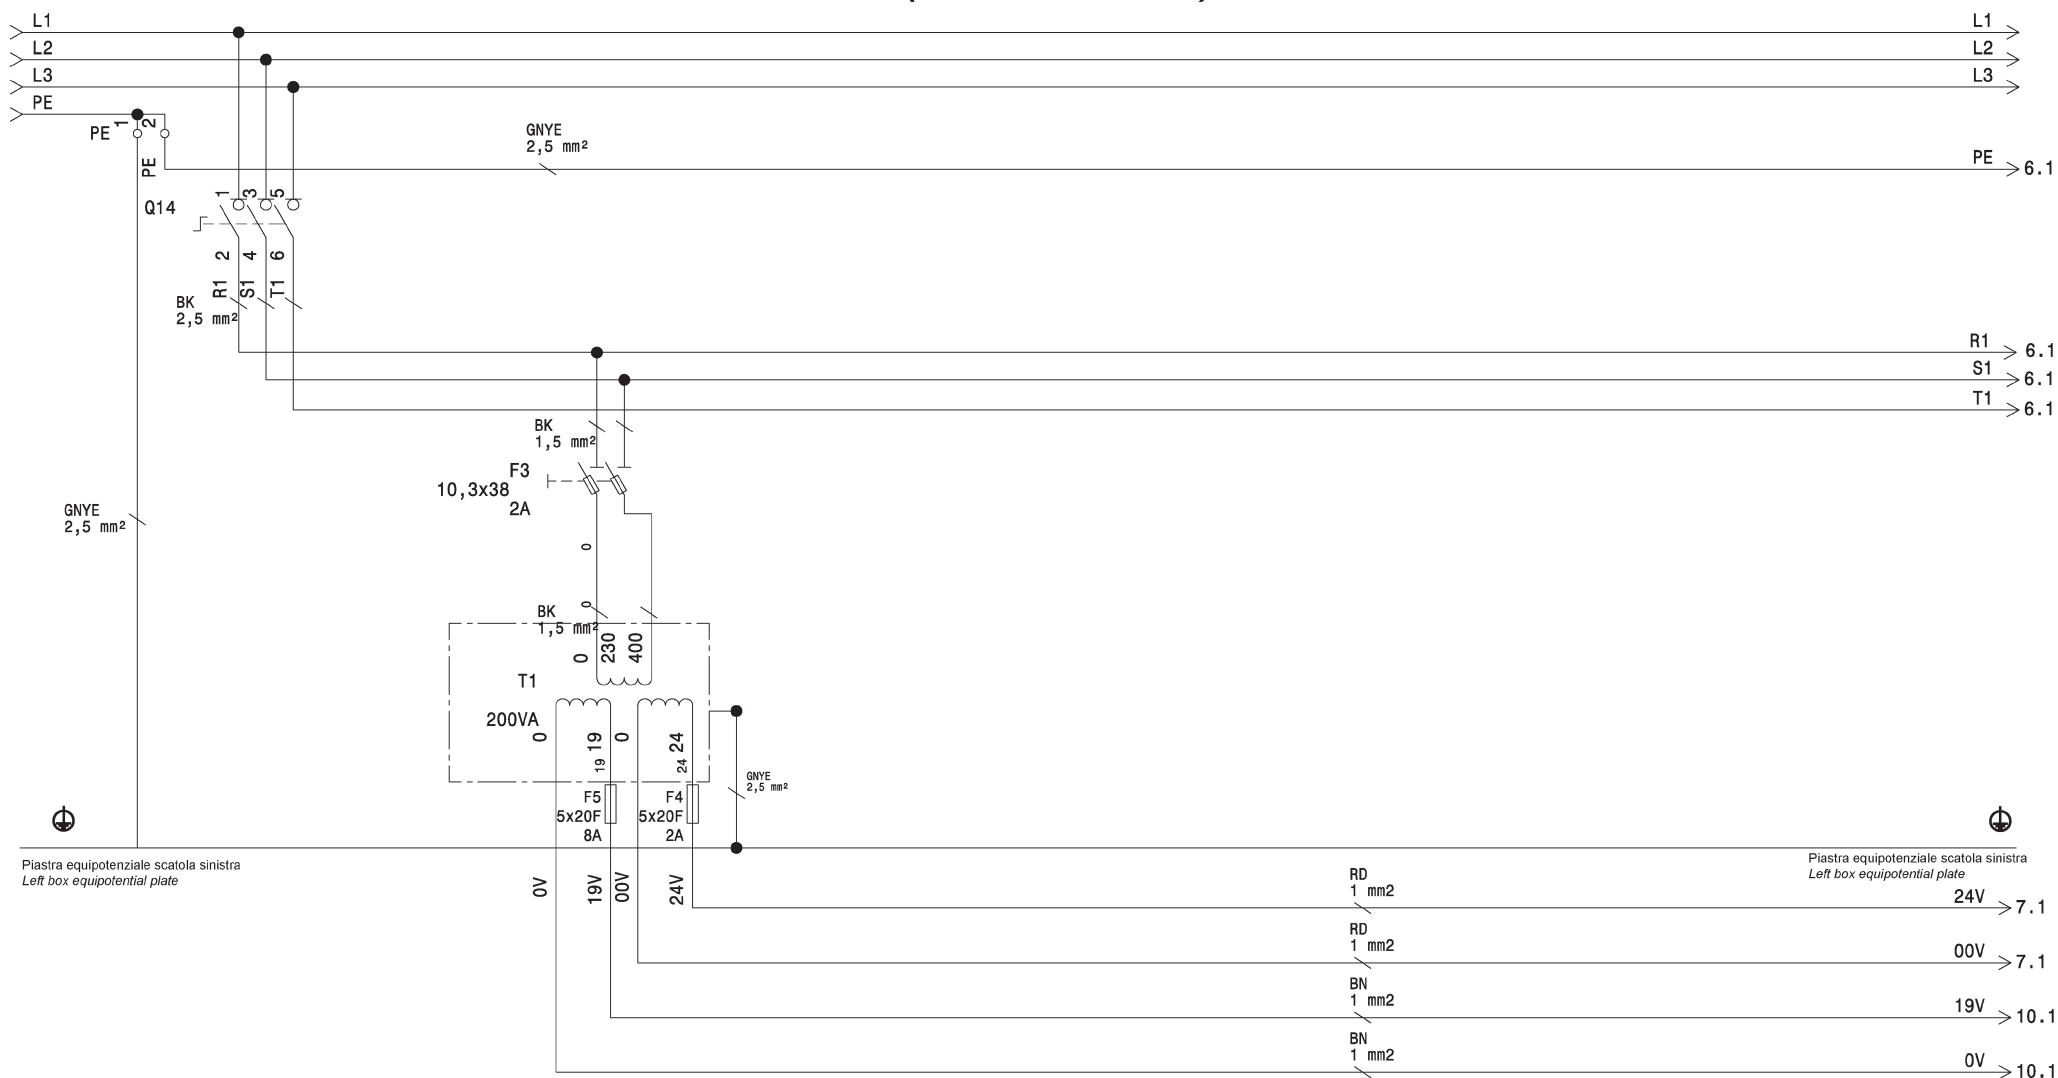 L1 L1
L2 L2
L3 L3
PE
PE 1 2
GNYE
2,5 mm²
PE PE 6.1
Q14 1 3 5
2 4 6
R1 S1 T1
BK
2,5 mm²
R1 6.1
S1 6.1
T1 6.1
BK
1,5 mm²
F3
10,3x38
2A
GNYE
2,5 mm²
0
0
BK
1,5 mm²
0 230 400
T1
200VA
0 19 0 24
19 24
GNYE
2,5 mm²
F5 F4
5x20F 5x20F
8A 2A
Piastra equipotenziale scatola sinistra
Left box equipotential plate
Piastra equipotenziale scatola sinistra
Left box equipotential plate
0V 19V 00V 24V
RD
1 mm2
24V 7.1
RD
1 mm2
00V 7.1
BN
1 mm2
19V 10.1
BN
1 mm2
0V 10.1